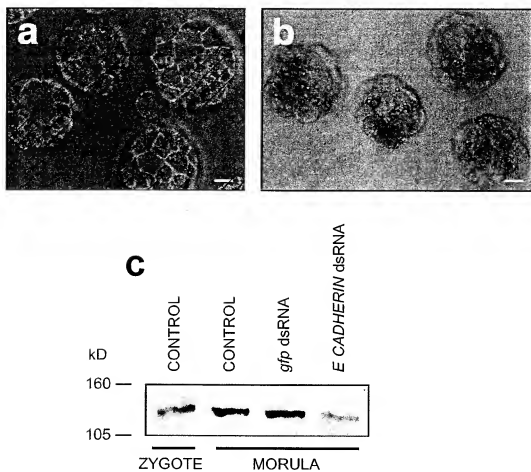 a
b
c
kD
CONTROL
CONTROL
gfp dsRNA
E CADHERIN dsRNA
160
105
ZYGOTE
MORULA